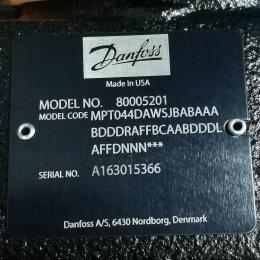 Danfoss
Made In USA
MODEL NO. 80005201
MODEL CODE MPT044DAWSJBABAAA
BDDDRAFFBCAABDDDL
AFFDNNN***
SERIAL NO. A163015366
Danfoss A/S, 6430 Nordborg, Denmark